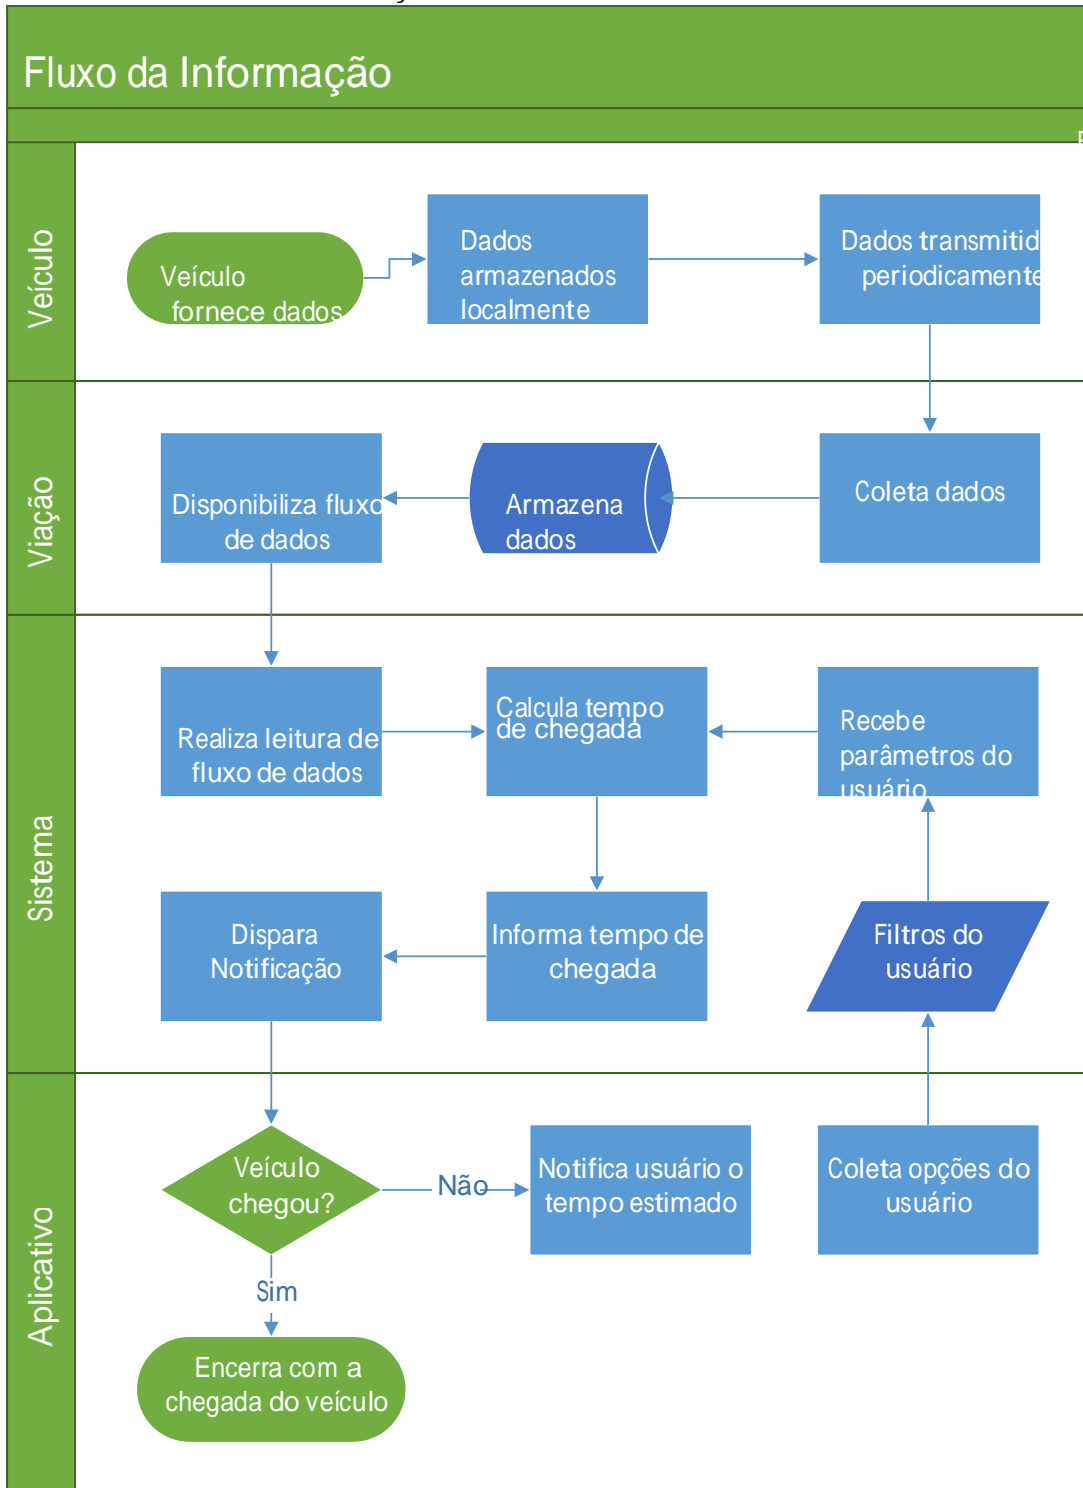 Fluxo da Informação
Veículo
Veículo
fornece dados
Dados
armazenados
localmente
Dados transmitid
periodicamente
Viação
Disponibiliza fluxo
de dados
Armazena
dados
Coleta dados
Sistema
Realiza leitura de
fluxo de dados
Calcula tempo
de chegada
Recebe
parâmetros do
usuário
Dispara
Notificação
Informa tempo de
chegada
Filtros do
usuário
Aplicativo
Veículo
chegou?
Não
Notifica usuário o
tempo estimado
Coleta opções do
usuário
Sim
Encerra com a
chegada do veículo